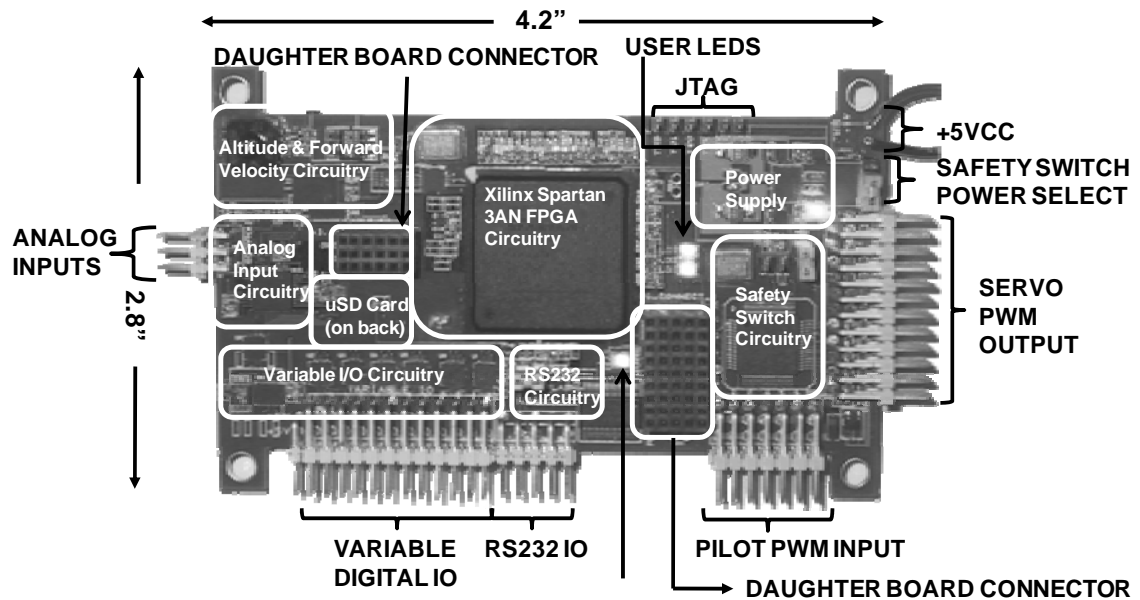 4.2”
DAUGHTER BOARD CONNECTOR
USER LEDS
JTAG
+5VCC
SAFETY SWITCH
POWER SELECT
Altitude & Forward
Velocity Circuitry
Xilinx Spartan
3AN FPGA
Circuitry
Power
Supply
ANALOG
INPUTS
Analog
Input
Circuitry
2.8”
uSD Card
(on back)
Safety
Switch
Circuitry
SERVO
PWM
OUTPUT
Variable I/O Circuitry
RS232
Circuitry
VARIABLE
DIGITAL IO
RS232 IO
PILOT PWM INPUT
DAUGHTER BOARD CONNECTOR